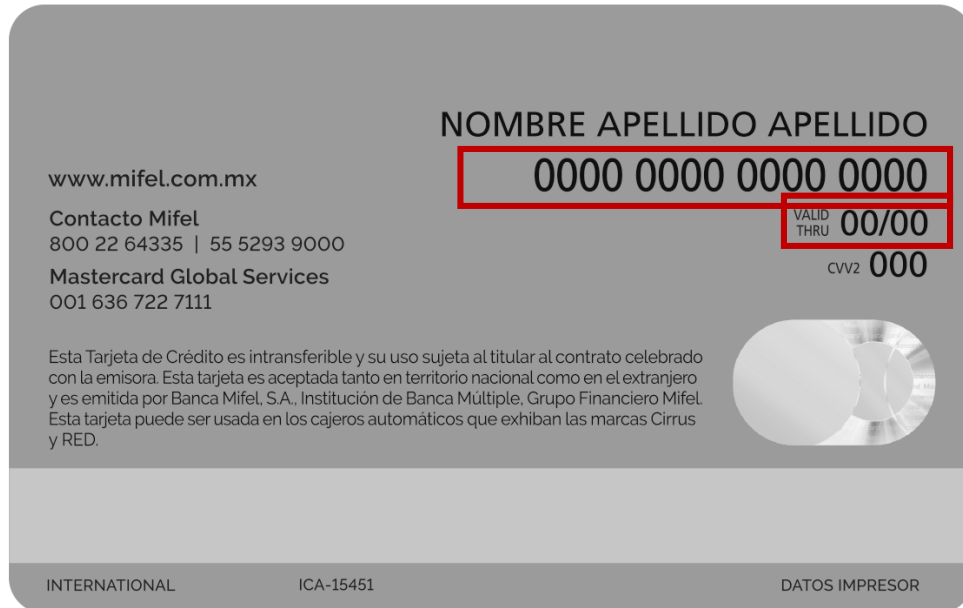 NOMBRE APELLIDO APELLIDO
0000 0000 0000 0000
VALID
THRU 00/00
CVV2 000
www.mifel.com.mx
Contacto Mifel
800 22 64335 | 55 5293 9000
Mastercard Global Services
001 636 722 7111
Esta Tarjeta de Crédito es intransferible y su uso sujeta al titular al contrato celebrado
con la emisora. Esta tarjeta es aceptada tanto en territorio nacional como en el extranjero
y es emitida por Banca Mifel, S.A., Institución de Banca Múltiple, Grupo Financiero Mifel.
Esta tarjeta puede ser usada en los cajeros automáticos que exhiban las marcas Cirrus
y RED.
INTERNATIONAL
ICA-15451
DATOS IMPRESOR